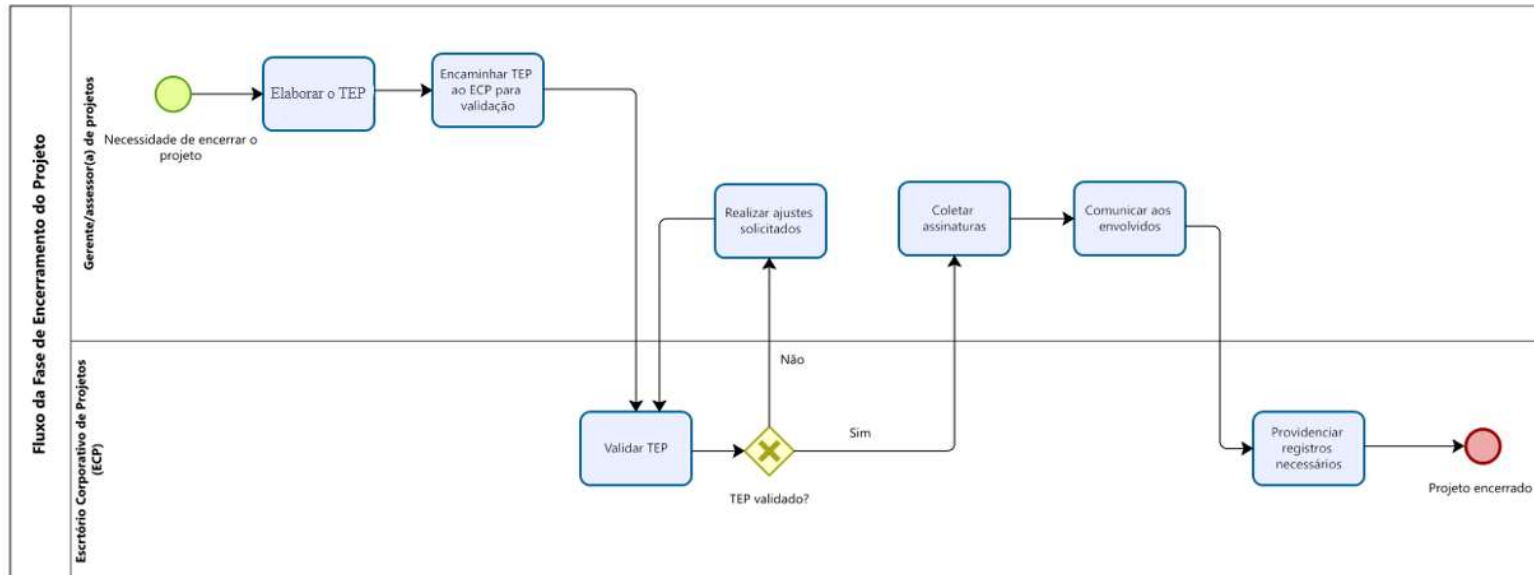 Fluxo da Fase de Encerramento do Projeto
Gerente/assessor(a) de projetos
Necessidade de encerrar o
projeto
Elaborar o TEP
Encaminhar TEP
ao ECP para
validação
Realizar ajustes
solicitados
Coletar
assinaturas
Comunicar aos
envolvidos
Escrtório Corporativo de Projetos
(ECP)
Validar TEP
Não
Sim
TEP validado?
Providenciar
registros
necessários
Projeto encerrado